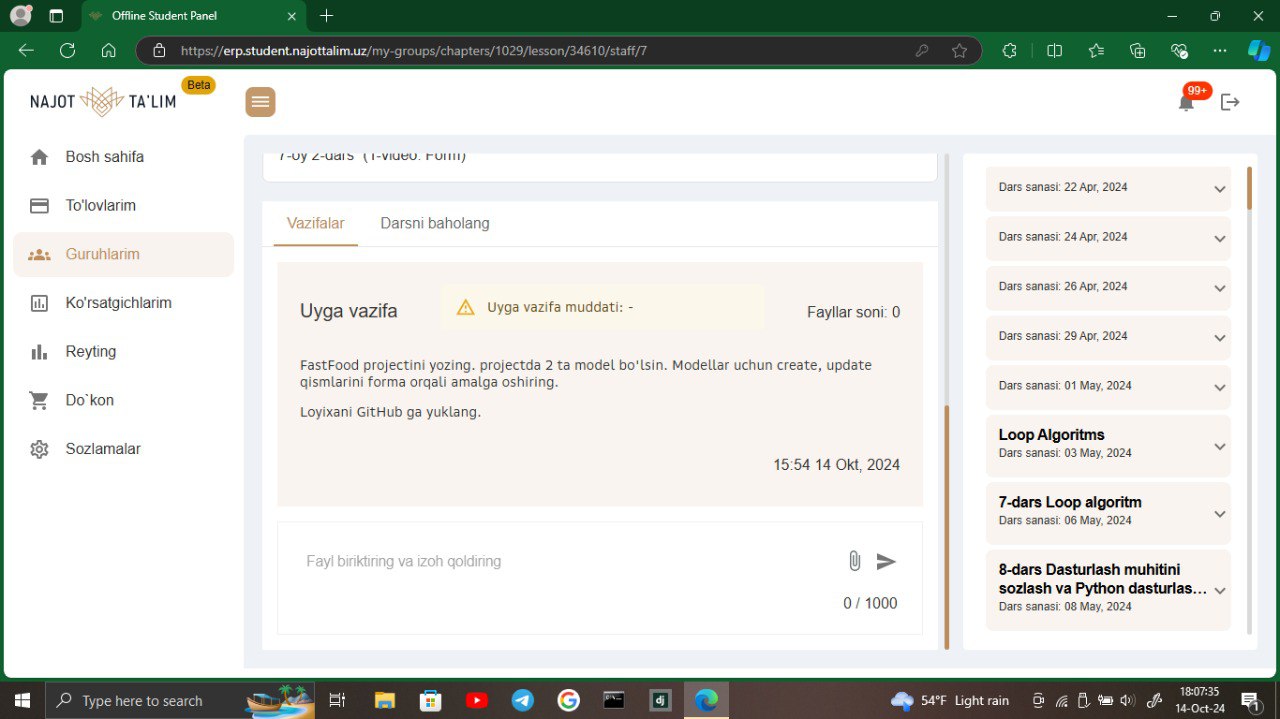 Offline Student Panel
https://erp.student.najottalim.uz/my-groups/chapters/1029/lesson/34610/staff/7
NAJOT TA'LIM
Beta
99+
Bosh sahifa
To'lovlarim
Guruhlarim
Ko'rsatgichlarim
Reyting
Do`kon
Sozlamalar
7-oy 2-dars (1-video: Form)
Vazifalar Darsni baholang
Uyga vazifa
Uyga vazifa muddati: -
Fayllar soni: 0
FastFood projectini yozing. projectda 2 ta model bo'lsin. Modellar uchun create, update
qismlarini forma orqali amalga oshiring.
Loyixani GitHub ga yuklang.
15:54 14 Okt, 2024
Fayl biriktiring va izoh qoldiring
0 / 1000
Dars sanasi: 22 Apr, 2024
Dars sanasi: 24 Apr, 2024
Dars sanasi: 26 Apr, 2024
Dars sanasi: 29 Apr, 2024
Dars sanasi: 01 May, 2024
Loop Algoritms
Dars sanasi: 03 May, 2024
7-dars Loop algoritm
Dars sanasi: 06 May, 2024
8-dars Dasturlash muhitini
sozlash va Python dasturlas...
Dars sanasi: 08 May, 2024
Type here to search
dj
54°F Light rain
18:07:35
14-Oct-24
1